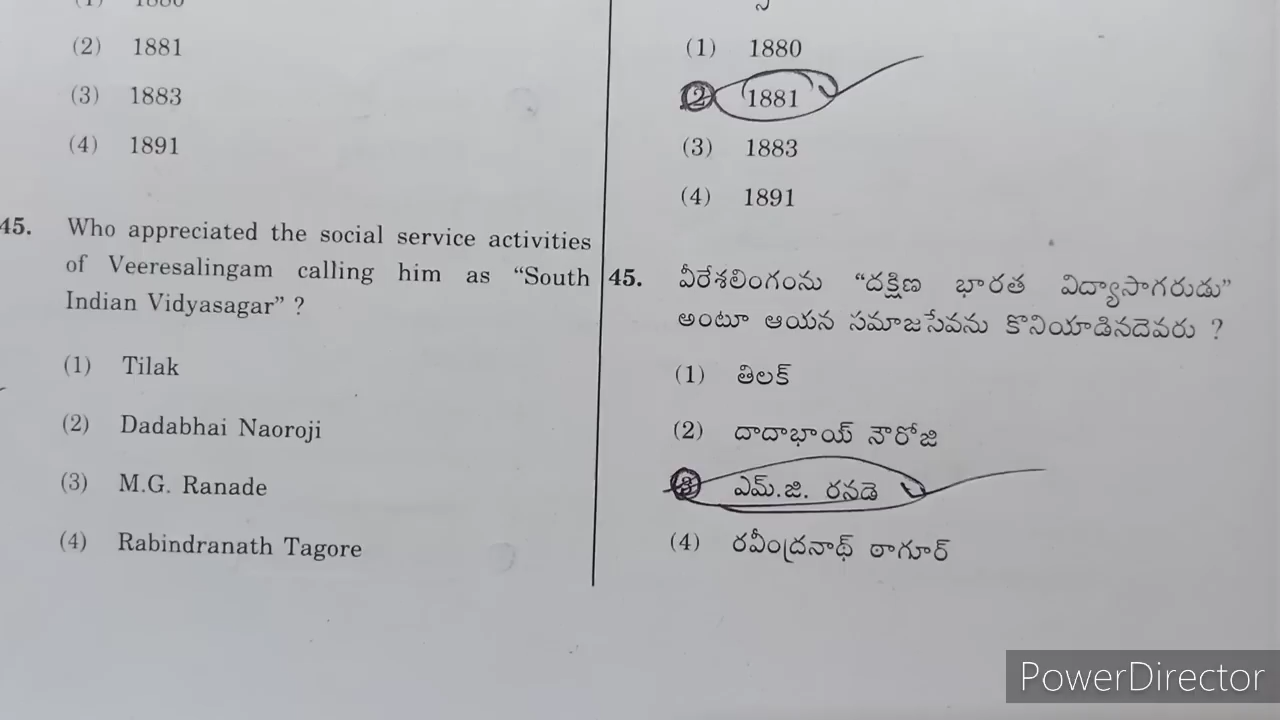 (2) 1881
(3) 1883
(4) 1891
45. Who appreciated the social service activities
of Veeresalingam calling him as “South
Indian Vidyasagar” ?
(1) Tilak
(2) Dadabhai Naoroji
(3) M.G. Ranade
(4) Rabindranath Tagore
(1) 1880
(2) 1881
(3) 1883
(4) 1891
45. వీరేశలింగంను “దక్షిణ భారత విద్యాసాగరుడు”
అంటూ ఆయన సమాజసేవను కొనియాడినదెవరు ?
(1) తిలక్
(2) దాదాభాయ్ నౌరోజి
(3) ఎమ్.జి. రనడె
(4) రవీంద్రనాథ్ ఠాగూర్
PowerDirector